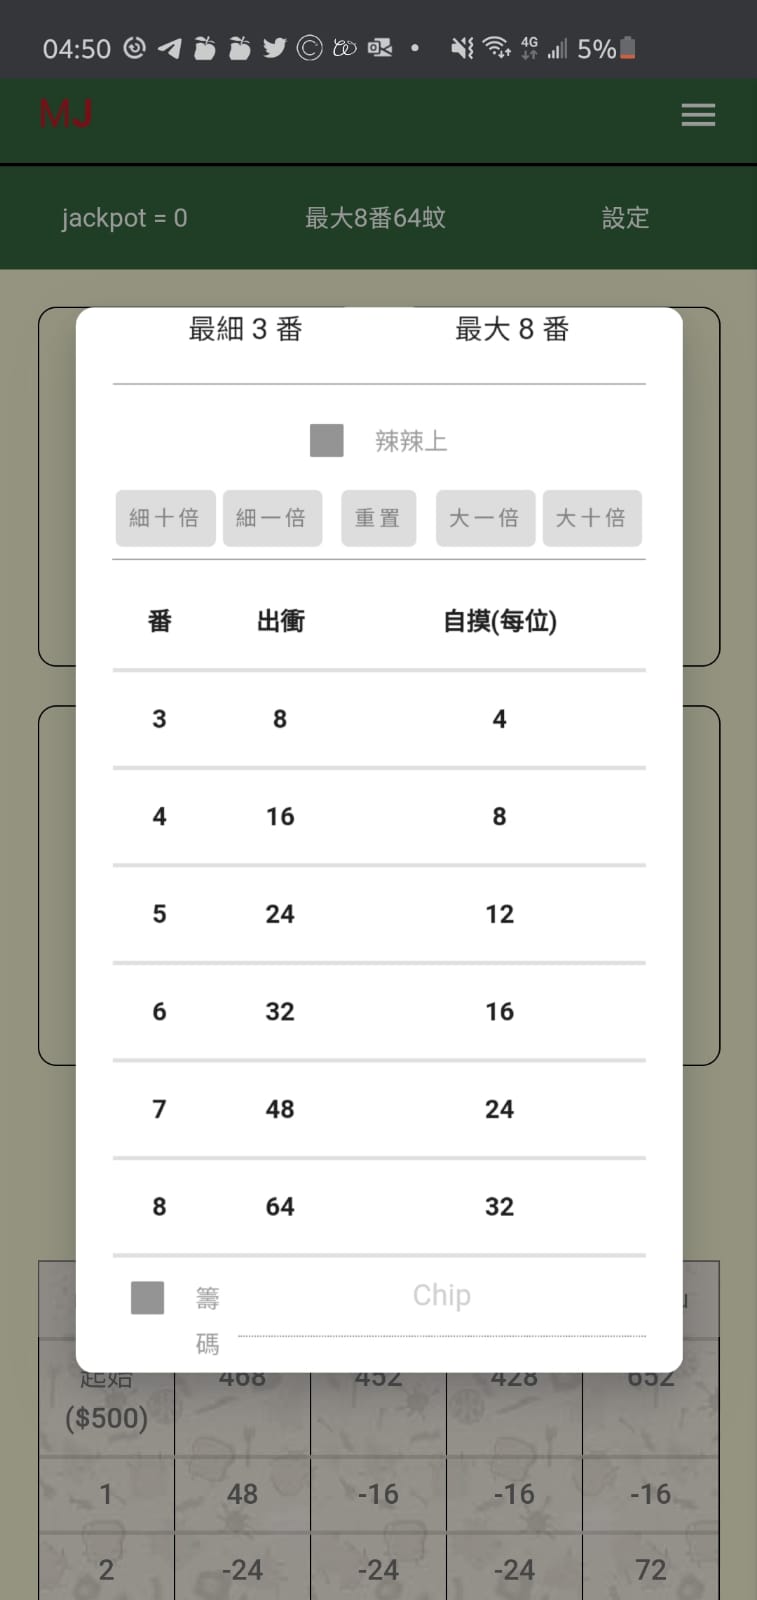 04:50 4G 5%
MJ
jackpot = 0 最大8番64蚊 設定
最細 3 番 最大 8 番
辣辣上
細十倍 細一倍 重置 大一倍 大十倍
番 出衝 自摸(每位)
3 8 4
4 16 8
5 24 12
6 32 16
7 48 24
8 64 32
籌碼 Chip
起始 468 452 428 652
($500)
1 48 -16 -16 -16
2 -24 -24 -24 72